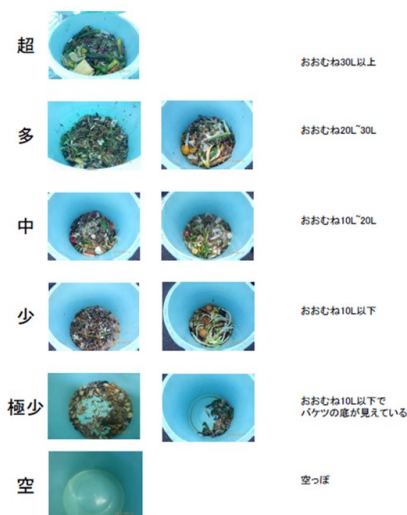 超
おおむね30L以上
多
おおむね20L~30L
中
おおむね10L~20L
少
おおむね10L以下
極少
おおむね10L以下で
バケツの底が見えている
空
空っぽ